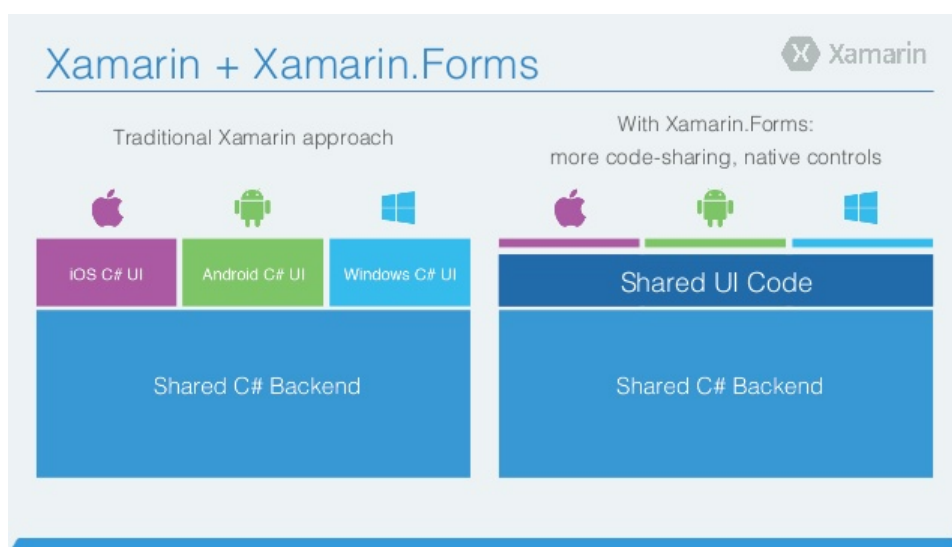 Xamarin + Xamarin.Forms
Xamarin
Traditional Xamarin approach
iOS C# UI
Android C# UI
Windows C# UI
Shared C# Backend
With Xamarin.Forms:
more code-sharing, native controls
Shared UI Code
Shared C# Backend